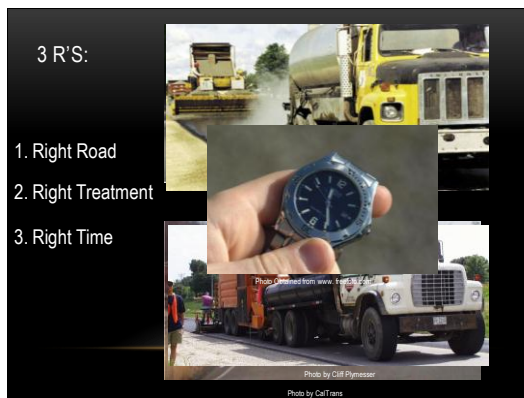 3 R'S:
1. Right Road
2. Right Treatment
3. Right Time
Photo Obtained from www. freefoto.com
Photo by Cliff Plymesser
Photo by CalTrans